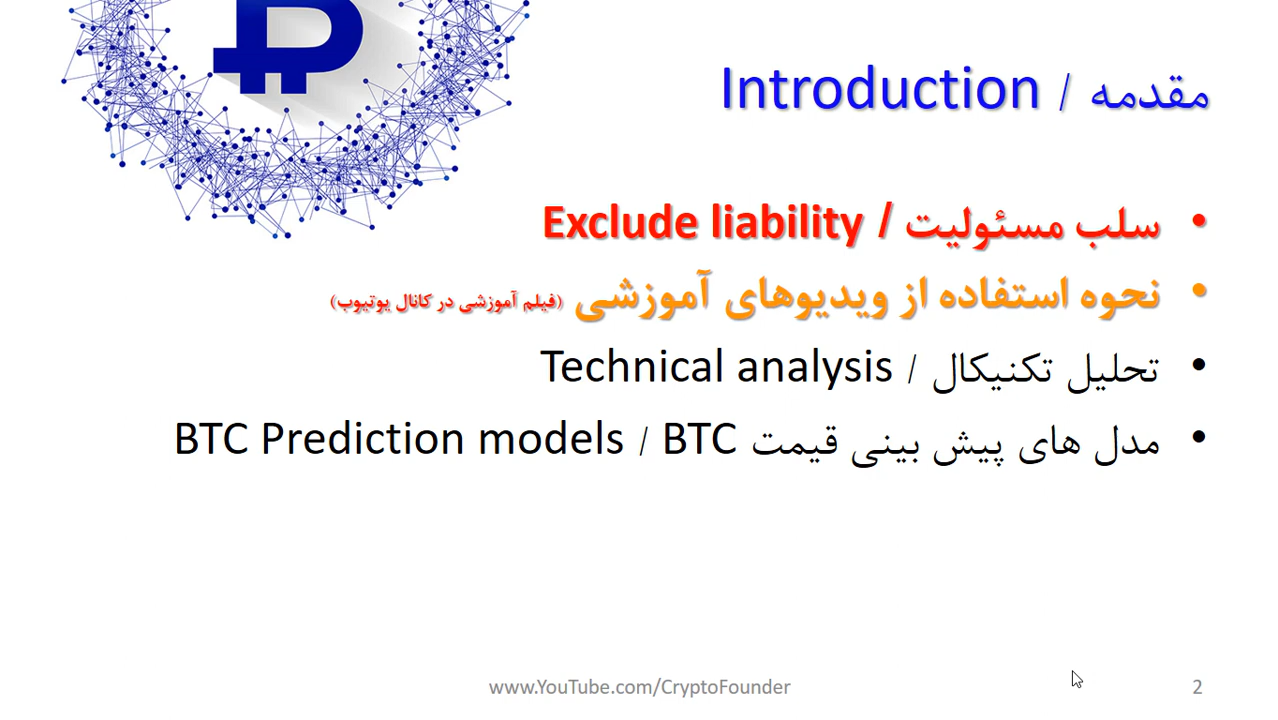 مقدمه / Introduction
سلب مسئولیت / Exclude liability
نحوه استفاده از ویدیوهای آموزشی (فیلم آموزشی در کانال یوتیوب)
تحلیل تکنیکال / Technical analysis
مدل های پیش بینی قیمت BTC / BTC Prediction models
www.YouTube.com/CryptoFounder
2